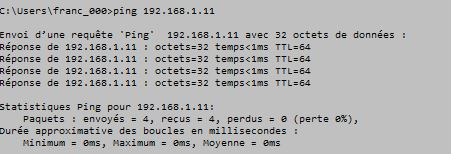 C:\Users\franc_000>ping 192.168.1.11
Envoi d'une requête 'Ping'  192.168.1.11 avec 32 octets de données :
Réponse de 192.168.1.11 : octets=32 temps<1ms TTL=64
Réponse de 192.168.1.11 : octets=32 temps<1ms TTL=64
Réponse de 192.168.1.11 : octets=32 temps<1ms TTL=64
Réponse de 192.168.1.11 : octets=32 temps<1ms TTL=64
Statistiques Ping pour 192.168.1.11:
    Paquets : envoyés = 4, reçus = 4, perdus = 0 (perte 0%),
Durée approximative des boucles en millisecondes :
    Minimum = 0ms, Maximum = 0ms, Moyenne = 0ms